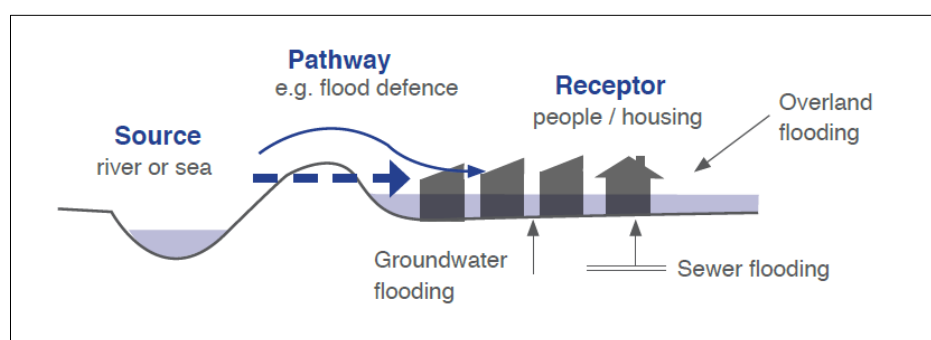 Pathway
e.g. flood defence
Source
river or sea
Receptor
people / housing
Overland
flooding
Groundwater
flooding
Sewer flooding